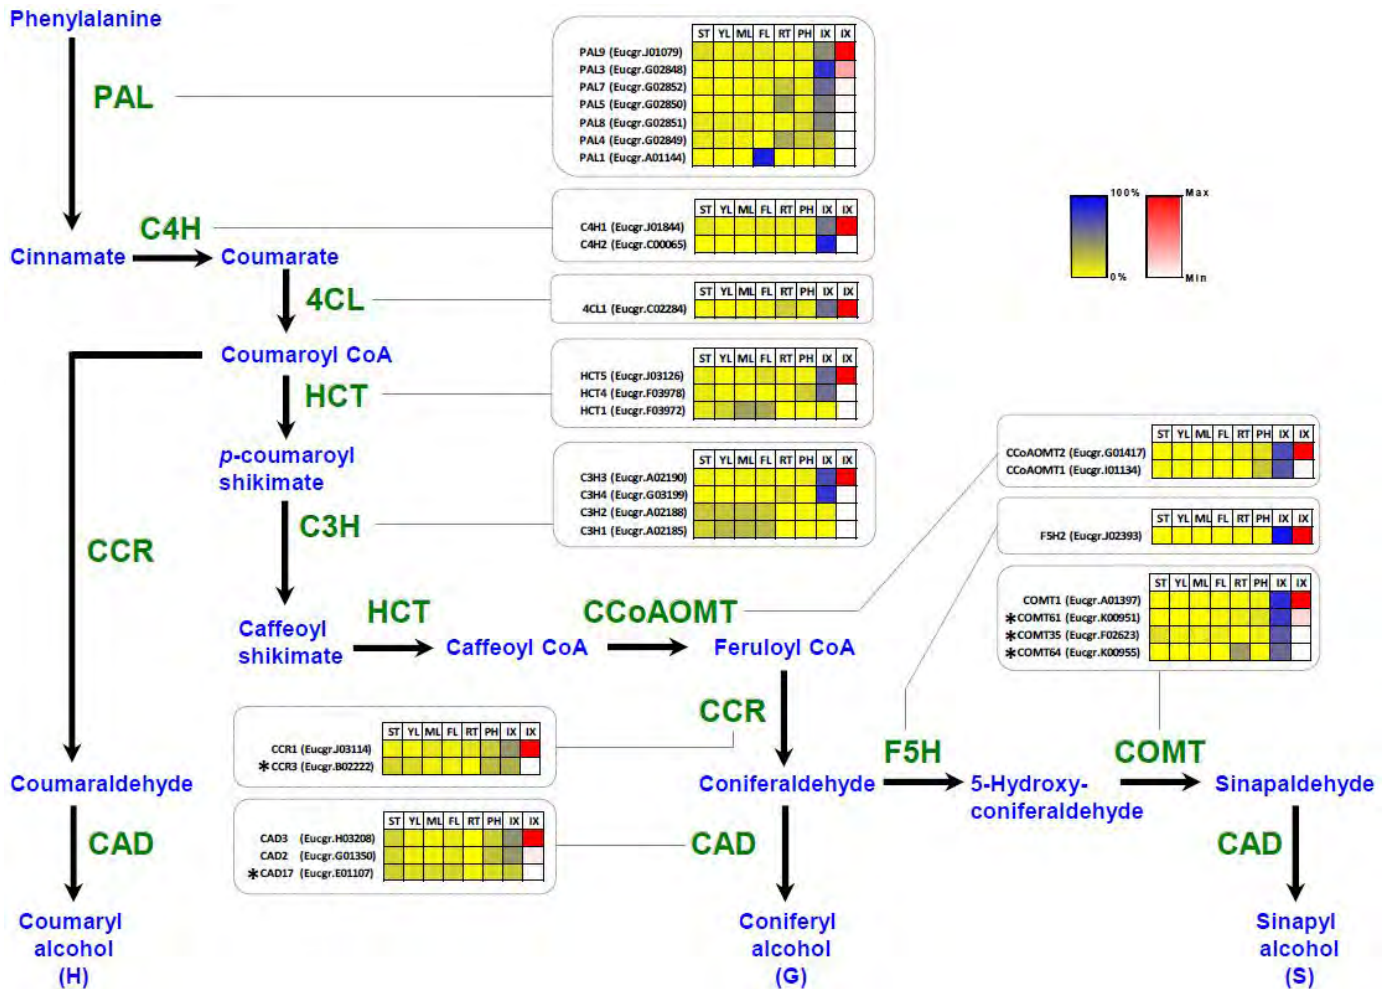 Phenylalanine
PAL
ST YL ML FL RT PH IX IX
PAL9 (Eucgr.J01079)
PAL3 (Eucgr.G02848)
PAL7 (Eucgr.G02852)
PAL5 (Eucgr.G02850)
PAL8 (Eucgr.G02851)
PAL4 (Eucgr.G02849)
PAL1 (Eucgr.A01144)
100% Max
0% Min
C4H
ST YL ML FL RT PH IX IX
C4H1 (Eucgr.J01844)
C4H2 (Eucgr.C00065)
Cinnamate
Coumarate
4CL
ST YL ML FL RT PH IX IX
4CL1 (Eucgr.C02284)
Coumaroyl CoA
HCT
ST YL ML FL RT PH IX IX
HCT5 (Eucgr.J03126)
HCT4 (Eucgr.F03978)
HCT1 (Eucgr.F03972)
p-coumaroyl
shikimate
C3H
ST YL ML FL RT PH IX IX
C3H3 (Eucgr.A02190)
C3H4 (Eucgr.G03199)
C3H2 (Eucgr.A02188)
C3H1 (Eucgr.A02185)
ST YL ML FL RT PH IX IX
CCoAOMT2 (Eucgr.G01417)
CCoAOMT1 (Eucgr.I01134)
ST YL ML FL RT PH IX IX
F5H2 (Eucgr.J02393)
ST YL ML FL RT PH IX IX
COMT1 (Eucgr.A01397)
*COMT61 (Eucgr.K00951)
*COMT35 (Eucgr.F02623)
*COMT64 (Eucgr.K00955)
CCR
HCT
CCoAOMT
Caffeoyl
shikimate
Caffeoyl CoA
Feruloyl CoA
CCR
ST YL ML FL RT PH IX IX
CCR1 (Eucgr.J03114)
*CCR3 (Eucgr.B02222)
F5H
COMT
Coumaraldehyde
Coniferaldehyde
5-Hydroxy-
coniferaldehyde
Sinapaldehyde
CAD
ST YL ML FL RT PH IX IX
CAD3 (Eucgr.H03208)
CAD2 (Eucgr.G01350)
*CAD17 (Eucgr.E01107)
CAD
CAD
Coumaryl
alcohol
(H)
Coniferyl
alcohol
(G)
Sinapyl
alcohol
(S)